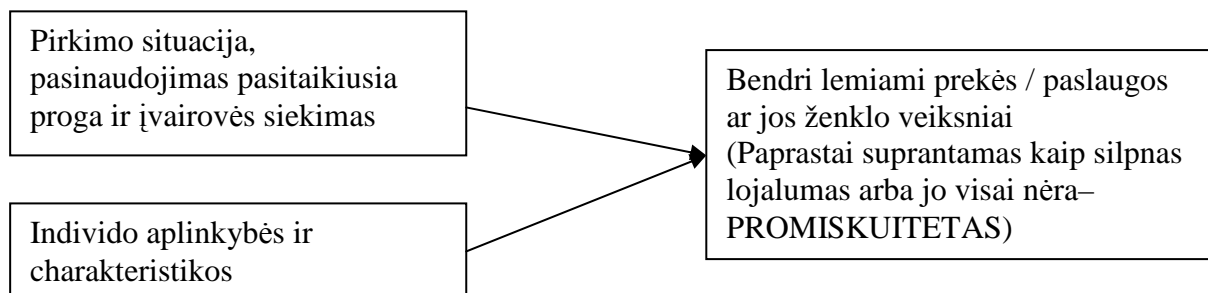 Pirkimo situacija,
pasinaudojimas pasitaikiusia
proga ir įvairovės siekimas
Bendri lemiami prekės / paslaugos
ar jos ženklo veiksniai
(Paprastai suprantamas kaip silpnas
lojalumas arba jo visai nėra–
PROMISKUITETAS)
Individo aplinkybės ir
charakteristikos